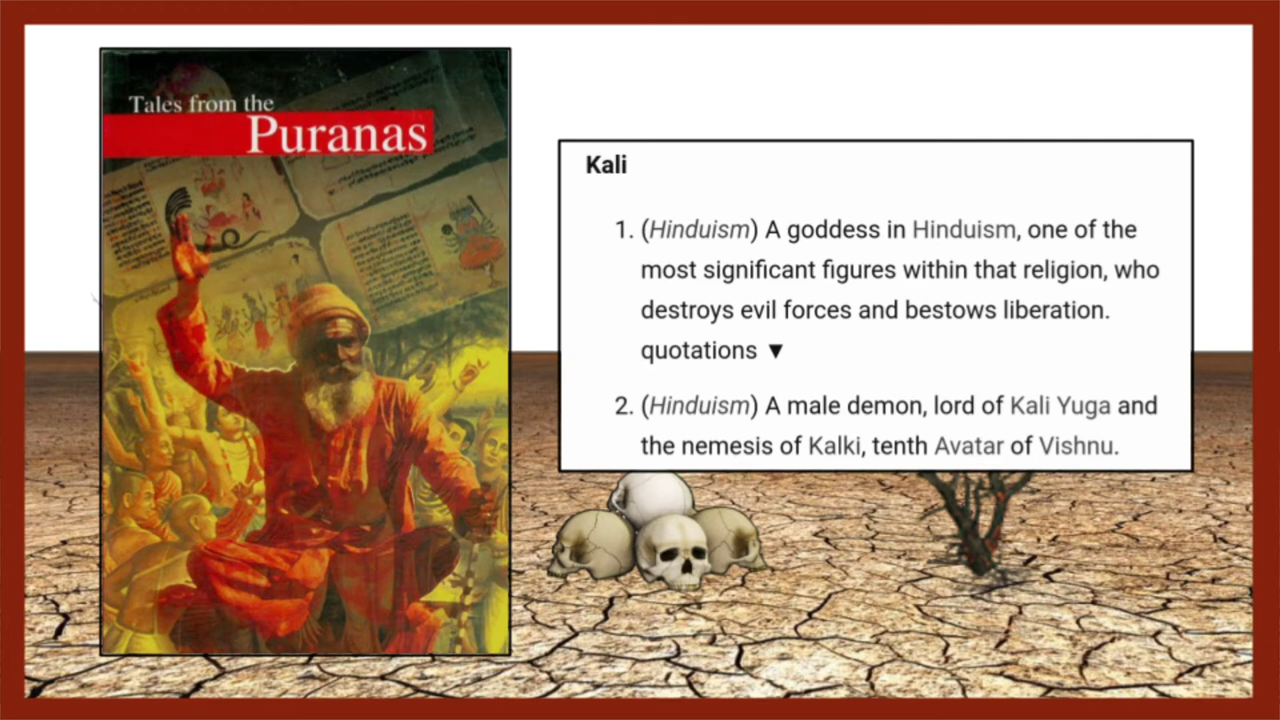 Tales from the
Puranas
Kali
1. (Hinduism) A goddess in Hinduism, one of the
most significant figures within that religion, who
destroys evil forces and bestows liberation.
quotations ▼
2. (Hinduism) A male demon, lord of Kali Yuga and
the nemesis of Kalki, tenth Avatar of Vishnu.